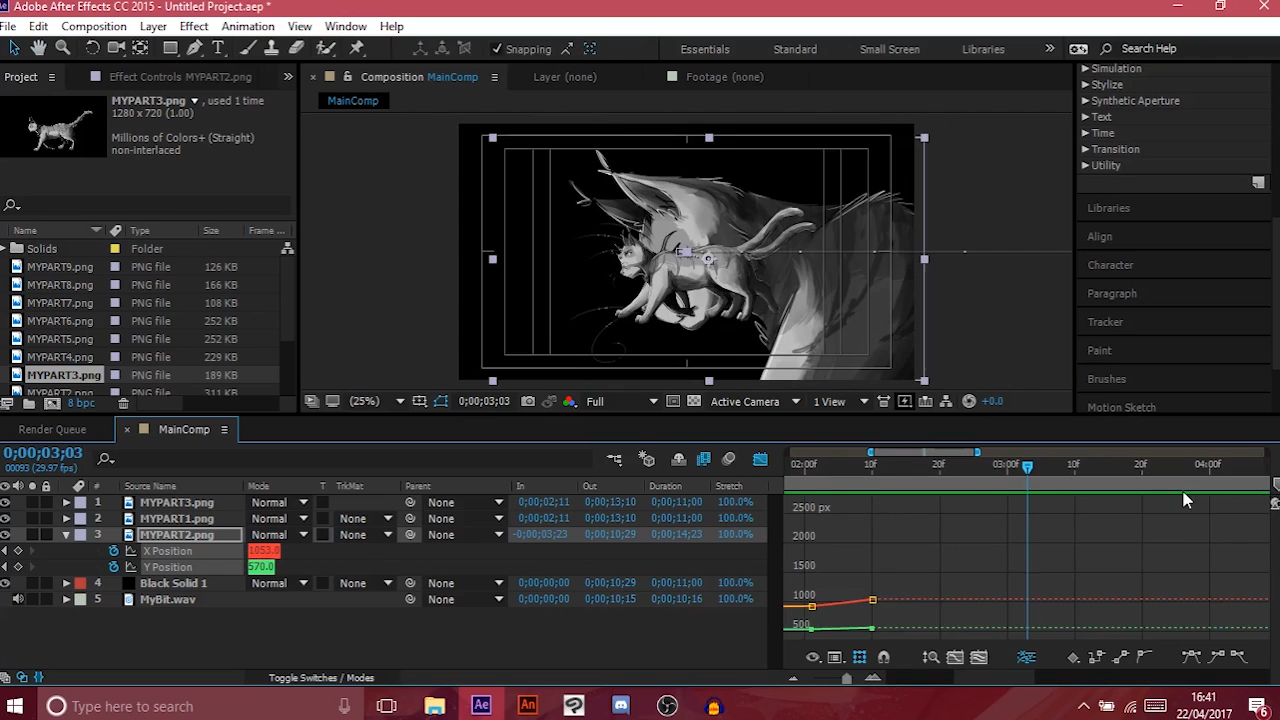 Adobe After Effects CC 2015 - Untitled Project.aep *
File Edit Composition Layer Effect Animation View Window Help
Snapping Essentials Standard Small Screen Libraries Search Help
Project Effect Controls MYPART2.png Composition MainComp Layer (none) Footage (none)
MainComp
MYPART3.png , used 1 time
1280 x 720 (1.00)
Millions of Colors+ (Straight)
non-interlaced
Name Type Size Frame ...
Solids Folder
MYPART9.png PNG file 126 KB
MYPART8.png PNG file 166 KB
MYPART7.png PNG file 108 KB
MYPART6.png PNG file 252 KB
MYPART5.png PNG file 252 KB
MYPART4.png PNG file 229 KB
MYPART3.png PNG file 189 KB
MYPART2.png PNG file 311 KB
8 bpc
(25%) 0;00;03;03 Full Active Camera 1 View +0.0
Simulation
Stylize
Synthetic Aperture
Text
Time
Transition
Utility
Libraries
Align
Character
Paragraph
Tracker
Paint
Brushes
Motion Sketch
Render Queue MainComp
0;00;03;03
00093 (29.97 fps)
02:00f 10f 20f 03:00f 10f 20f 04:00f
# Source Name Mode T TrkMat Parent In Out Duration Stretch
1 MYPART3.png Normal None 0;00;02;11 0;00;13;10 0;00;11;00 100.0%
2 MYPART1.png Normal None None 0;00;02;11 0;00;13;10 0;00;11;00 100.0%
3 MYPART2.png Normal None None -0;00;03;23 0;00;10;29 0;00;14;23 100.0%
X Position 1053.0
Y Position 570.0
4 Black Solid 1 Normal None None 0;00;00;00 0;00;10;29 0;00;11;00 100.0%
5 MyBit.wav None 0;00;00;00 0;00;10;15 0;00;10;16 100.0%
2500 px
2000
1500
1000
500
Toggle Switches / Modes
Type here to search
Ae An
16:41
22/04/2017
6